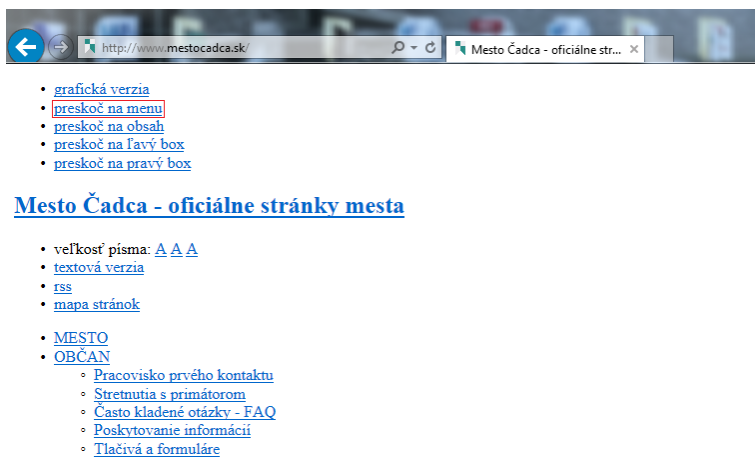 http://www.mestocadca.sk/
Mesto Čadca - oficiálne str...
grafická verzia
preskoč na menu
preskoč na obsah
preskoč na ľavý box
preskoč na pravý box
Mesto Čadca - oficiálne stránky mesta
veľkosť písma: A A A
textová verzia
rss
mapa stránok
MESTO
OBČAN
Pracovisko prvého kontaktu
Stretnutia s primátorom
Často kladené otázky - FAQ
Poskytovanie informácií
Tlačivá a formuláre